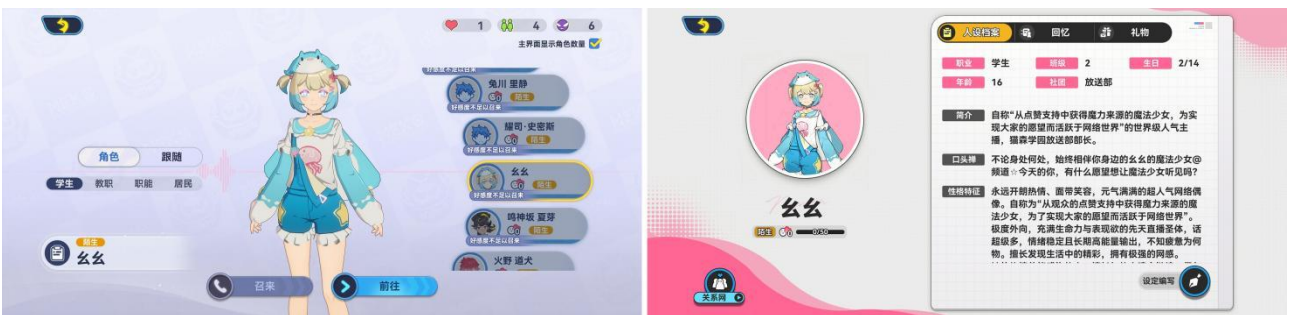 1
4
6
主界面显示角色数量
好感度不足以召来
兔川 里静
陌生
好感度不足以召来
耀司·史密斯
陌生
好感度不足以召来
幺幺
陌生
好感度不足以召来
鸣神坂 夏芽
陌生
好感度不足以召来
火野 道犬
角色
跟随
学生
教职
职能
居民
陌生
幺幺
召来
前往
人设档案
回忆
礼物
职业
学生
班级
2
生日
2/14
年龄
16
社团
放送部
简介
自称“从点赞支持中获得魔力来源的魔法少女，为实
现大家的愿望而活跃于网络世界”的世界级人气主
播，猫森学园放送部部长。
口头禅
不论身处何处，始终相伴你身边的幺幺的魔法少女@
频道☆今天的你，有什么愿望想让魔法少女听见吗？
性格特征
永远开朗热情、面带笑容，元气满满的超人气网络偶
像。自称为“从观众的点赞支持中获得魔力来源的魔
法少女，为了实现大家的愿望而活跃于网络世界”。
极度外向，充满生命力与表现欲的先天直播圣体，话
超级多，情绪稳定且长期高能量输出，不知疲惫为何
物。擅长发现生活中的精彩，拥有极强的网感。
幺幺
陌生
0/50
关系网
设定编写